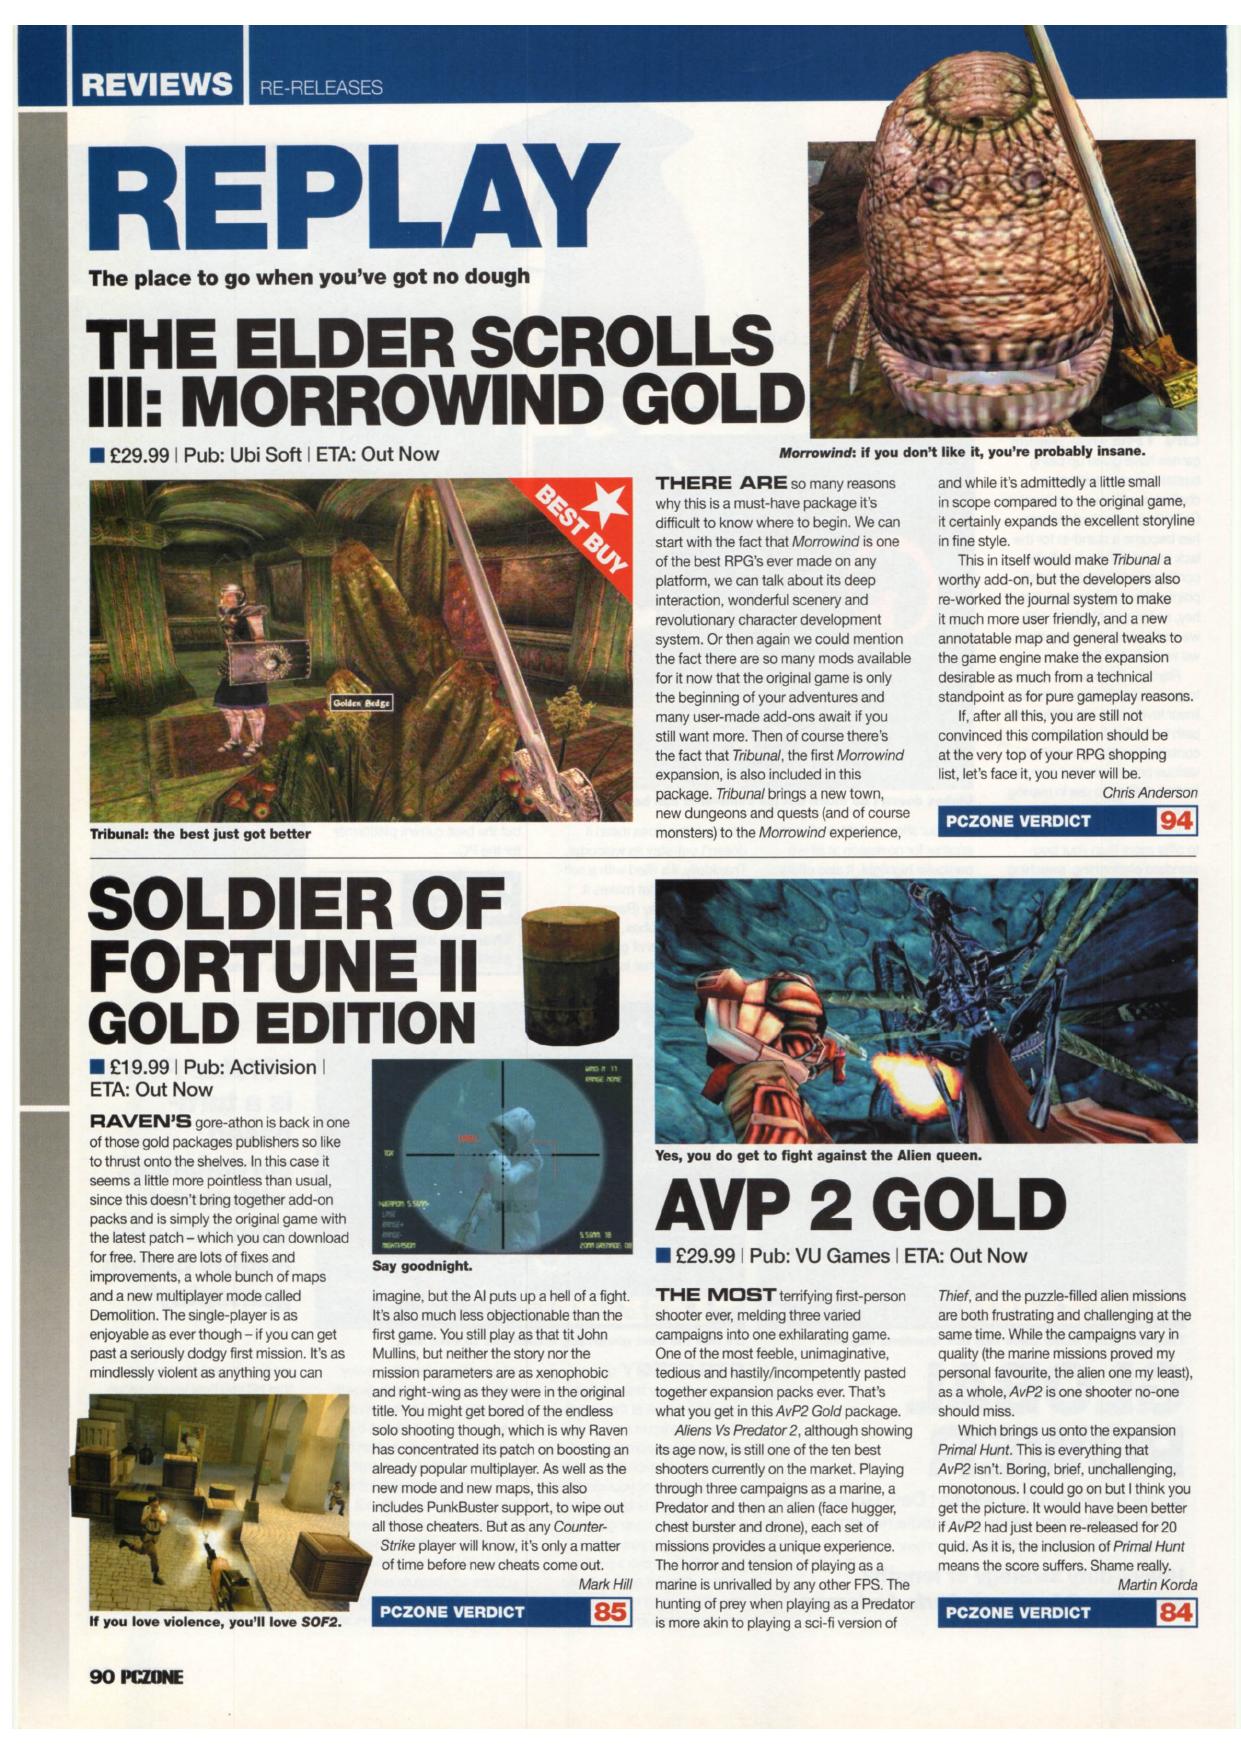 REVIEWS
RE-RELEASES
REPLAY
The place to go when you've got no dough
THE ELDER SCROLLS
III: MORROWIND GOLD
£29.99 | Pub: Ubi Soft | ETA: Out Now
Morrowind: if you don't like it, you're probably insane.
BEST BUY
Golden Sedge
Tribunal: the best just got better
THERE ARE so many reasons
why this is a must-have package it's
difficult to know where to begin. We can
start with the fact that Morrowind is one
of the best RPG's ever made on any
platform, we can talk about its deep
interaction, wonderful scenery and
revolutionary character development
system. Or then again we could mention
the fact there are so many mods available
for it now that the original game is only
the beginning of your adventures and
many user-made add-ons await if you
still want more. Then of course there's
the fact that Tribunal, the first Morrowind
expansion, is also included in this
package. Tribunal brings a new town,
new dungeons and quests (and of course
monsters) to the Morrowind experience,
and while it's admittedly a little small
in scope compared to the original game,
it certainly expands the excellent storyline
in fine style.
This in itself would make Tribunal a
worthy add-on, but the developers also
re-worked the journal system to make
it much more user friendly, and a new
annotatable map and general tweaks to
the game engine make the expansion
desirable as much from a technical
standpoint as for pure gameplay reasons.
If, after all this, you are still not
convinced this compilation should be
at the very top of your RPG shopping
list, let's face it, you never will be.
Chris Anderson
PCZONE VERDICT 94
SOLDIER OF
FORTUNE II
GOLD EDITION
£19.99 | Pub: Activision |
ETA: Out Now
RAVEN'S gore-athon is back in one
of those gold packages publishers so like
to thrust onto the shelves. In this case it
seems a little more pointless than usual,
since this doesn't bring together add-on
packs and is simply the original game with
the latest patch – which you can download
for free. There are lots of fixes and
improvements, a whole bunch of maps
and a new multiplayer mode called
Demolition. The single-player is as
enjoyable as ever though – if you can get
past a seriously dodgy first mission. It's as
mindlessly violent as anything you can
If you love violence, you'll love SOF2.
Say goodnight.
imagine, but the AI puts up a hell of a fight.
It's also much less objectionable than the
first game. You still play as that tit John
Mullins, but neither the story nor the
mission parameters are as xenophobic
and right-wing as they were in the original
title. You might get bored of the endless
solo shooting though, which is why Raven
has concentrated its patch on boosting an
already popular multiplayer. As well as the
new mode and new maps, this also
includes PunkBuster support, to wipe out
all those cheaters. But as any Counter-
Strike player will know, it's only a matter
of time before new cheats come out.
Mark Hill
PCZONE VERDICT 85
Yes, you do get to fight against the Alien queen.
AVP 2 GOLD
£29.99 | Pub: VU Games | ETA: Out Now
THE MOST terrifying first-person
shooter ever, melding three varied
campaigns into one exhilarating game.
One of the most feeble, unimaginative,
tedious and hastily/incompetently pasted
together expansion packs ever. That's
what you get in this AvP2 Gold package.
Aliens Vs Predator 2, although showing
its age now, is still one of the ten best
shooters currently on the market. Playing
through three campaigns as a marine, a
Predator and then an alien (face hugger,
chest burster and drone), each set of
missions provides a unique experience.
The horror and tension of playing as a
marine is unrivalled by any other FPS. The
hunting of prey when playing as a Predator
is more akin to playing a sci-fi version of
Thief, and the puzzle-filled alien missions
are both frustrating and challenging at the
same time. While the campaigns vary in
quality (the marine missions proved my
personal favourite, the alien one my least),
as a whole, AvP2 is one shooter no-one
should miss.
Which brings us onto the expansion
Primal Hunt. This is everything that
AvP2 isn't. Boring, brief, unchallenging,
monotonous. I could go on but I think you
get the picture. It would have been better
if AvP2 had just been re-released for 20
quid. As it is, the inclusion of Primal Hunt
means the score suffers. Shame really.
Martin Korda
PCZONE VERDICT 84
90 PCZONE